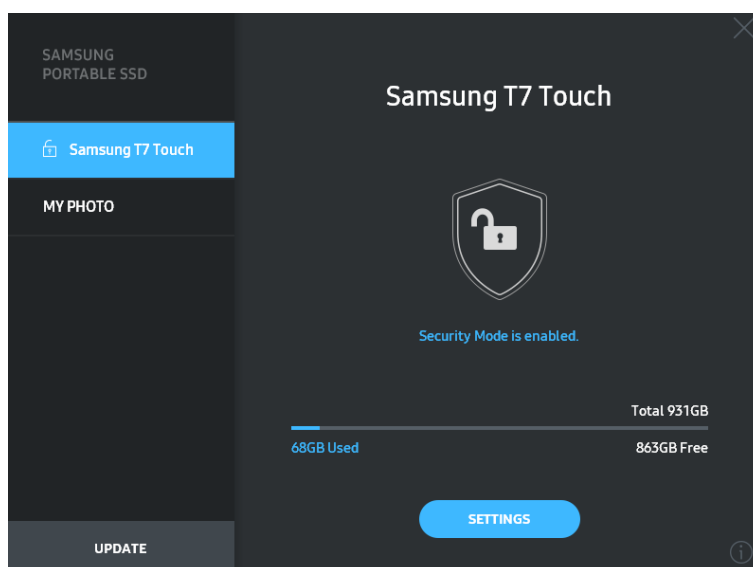 SAMSUNG
PORTABLE SSD
Samsung T7 Touch
MY PHOTO
UPDATE
Samsung T7 Touch
Security Mode is enabled.
Total 931GB
68GB Used
863GB Free
SETTINGS